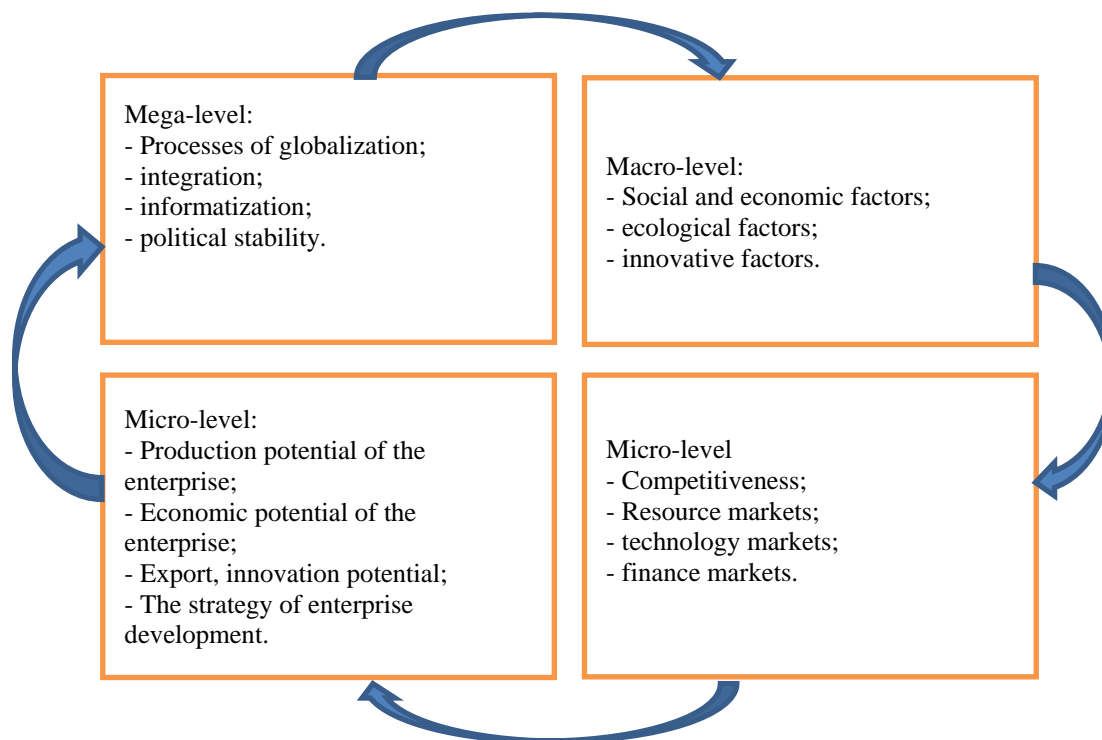 Mega-level:
- Processes of globalization;
- integration;
- informatization;
- political stability.
Macro-level:
- Social and economic factors;
- ecological factors;
- innovative factors.
Micro-level:
- Production potential of the
enterprise;
- Economic potential of the
enterprise;
- Export, innovation potential;
- The strategy of enterprise
development.
Micro-level
- Competitiveness;
- Resource markets;
- technology markets;
- finance markets.